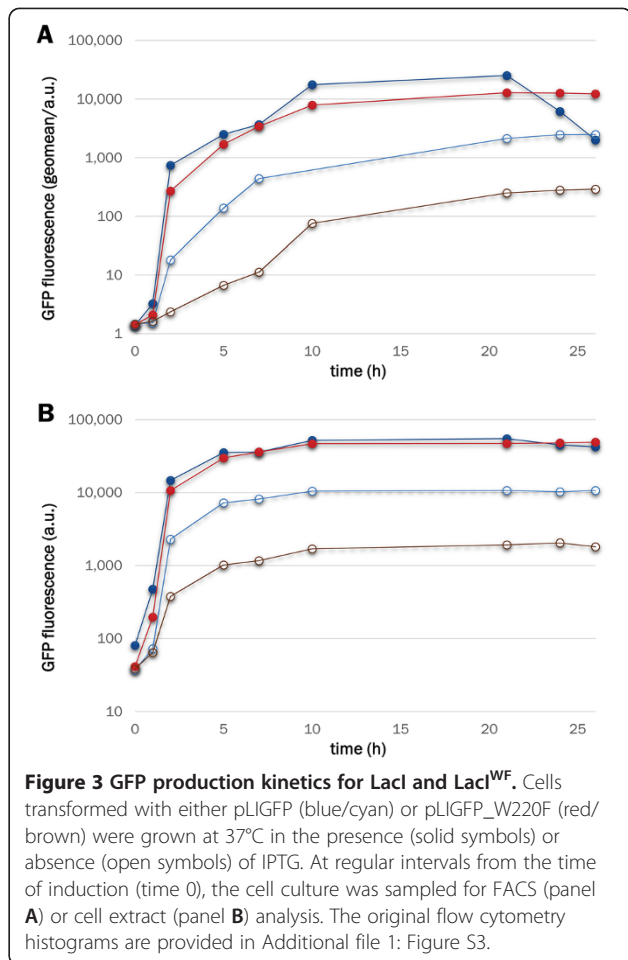 A
100,000
10,000
1,000
100
10
1
GFP fluorescence (geomean/a.u.)
0 5 10 15 20 25
time (h)
B
100,000
10,000
1,000
100
10
GFP fluorescence (a.u.)
0 5 10 15 20 25
time (h)
Figure 3 GFP production kinetics for LacI and LacI^WF. Cells
transformed with either pLIGFP (blue/cyan) or pLIGFP_W220F (red/
brown) were grown at 37°C in the presence (solid symbols) or
absence (open symbols) of IPTG. At regular intervals from the time
of induction (time 0), the cell culture was sampled for FACS (panel
A) or cell extract (panel B) analysis. The original flow cytometry
histograms are provided in Additional file 1: Figure S3.